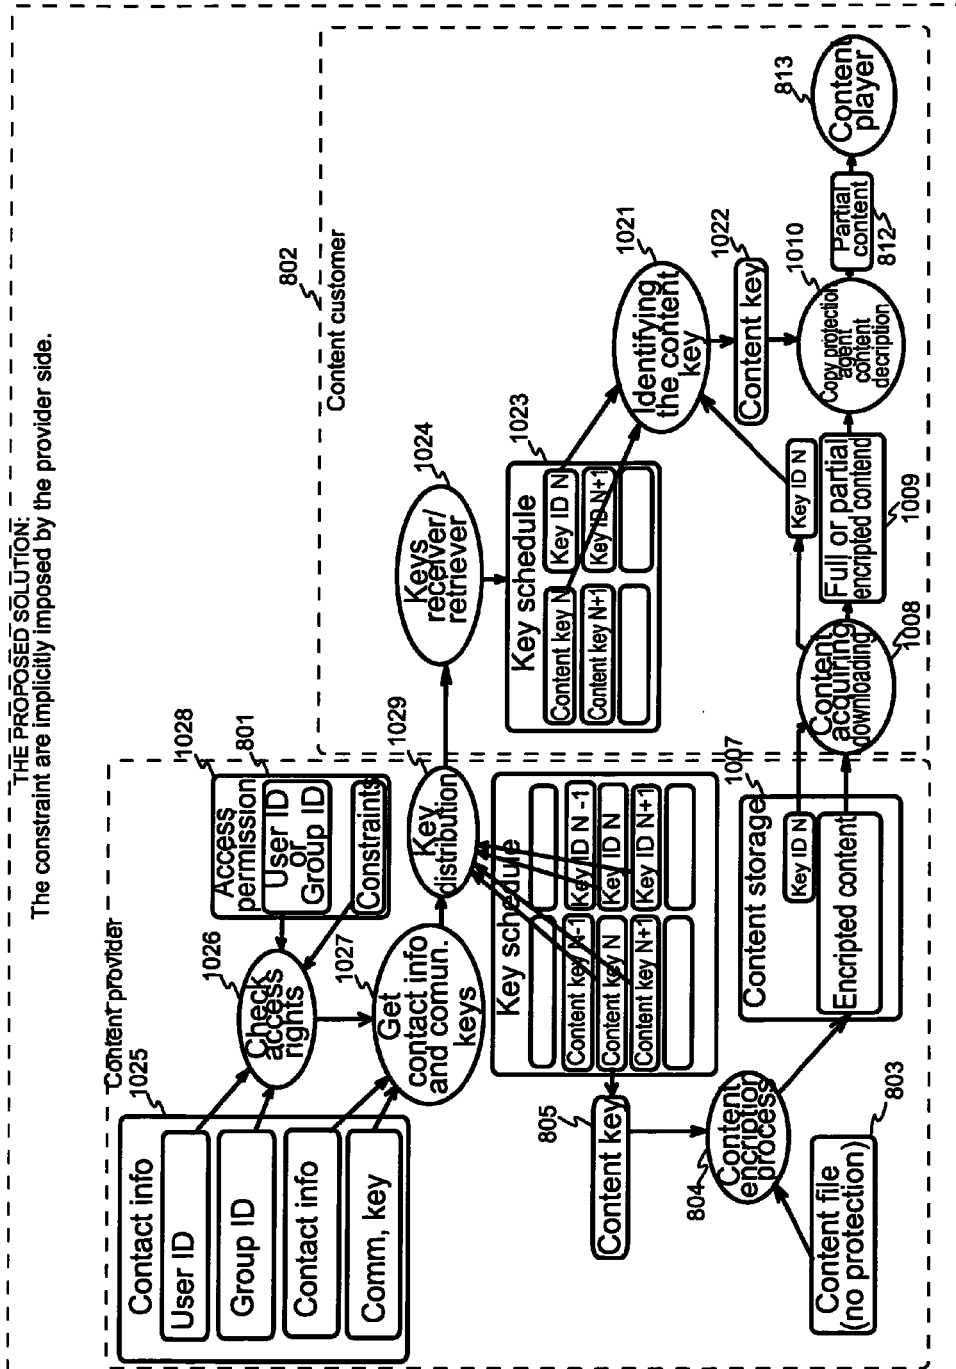 THE PROPOSED SOLUTION:
The constraint are implicitly imposed by the provider side.
Content provider
1025
Contact info
User ID
Group ID
Contact info
Comm, key
1026
Check
access
rights
1028
801
Access
permission
User ID
or
Group ID
Constraints
1027
Get
contact info
and comun.
keys
1029
Key
distribution
Key schedule
Content key N-1
Key ID N -1
Content key N
Key ID N
Content key N+1
Key ID N+1
805
Content key
804
Content
encryption
process
803
Content file
(no protection)
1007
Content storage
Key ID N
Encripted content
802
Content customer
1024
Keys
receiver/
retriever
1023
Key schedule
Content key N
Key ID N
Content key N+1
Key ID N+1
1021
Identifying
the content
key
1022
Content key
1008
Content
acquiring
downloading
Key ID N
1009
Full or partial
encripted contend
1010
Copy protection
agent
content
decription
812
Partial
content
813
Content
player